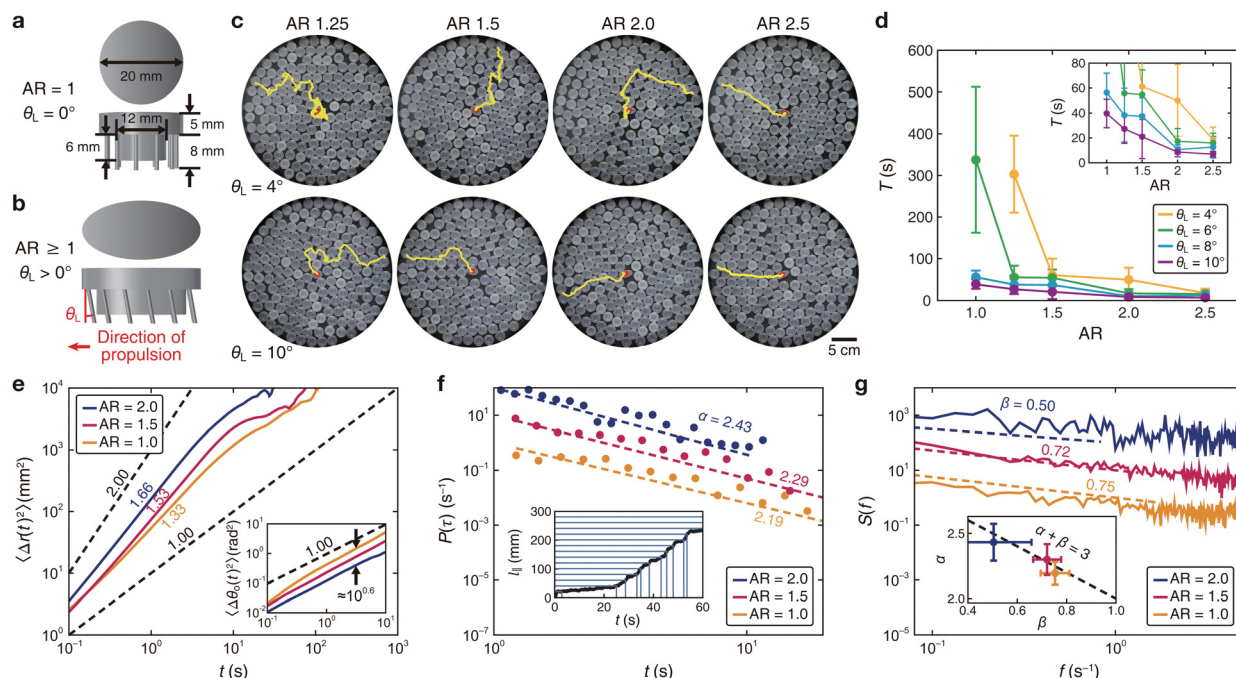 a
20 mm
AR = 1
θL = 0°
12 mm
5 mm
6 mm
8 mm
b
AR ≥ 1
θL > 0°
θL
Direction of
propulsion
c
AR 1.25
AR 1.5
AR 2.0
AR 2.5
θL = 4°
θL = 10°
5 cm
d
600
500
400
300
200
100
0
T (s)
1.0
1.5
2.0
2.5
AR
80
60
40
20
0
T (s)
1
1.5
2
2.5
AR
θL = 4°
θL = 6°
θL = 8°
θL = 10°
e
10⁴
10³
10²
10¹
10⁰
⟨Δr(t)²⟩ (mm²)
AR = 2.0
AR = 1.5
AR = 1.0
2.00
1.66
1.53
1.33
1.00
10⁻¹
10⁰
10¹
10²
10³
t (s)
⟨Δθ₀(t)²⟩ (rad²)
10¹
10⁰
10⁻¹
10⁻²
1.00
≈10⁰·⁶
10⁻¹
10⁰
10¹
f
10¹
10⁻¹
10⁻³
10⁻⁵
10⁻⁷
P(τ) (s⁻¹)
α = 2.43
2.29
2.19
300
200
100
0
l∥ (mm)
0
20
40
60
t (s)
AR = 2.0
AR = 1.5
AR = 1.0
10⁰
10¹
t (s)
g
10³
10¹
10⁻¹
10⁻³
10⁻⁵
S(f)
β = 0.50
0.72
0.75
α + β = 3
2.5
2.0
α
0.4
0.6
0.8
1.0
β
AR = 2.0
AR = 1.5
AR = 1.0
10⁰
f (s⁻¹)